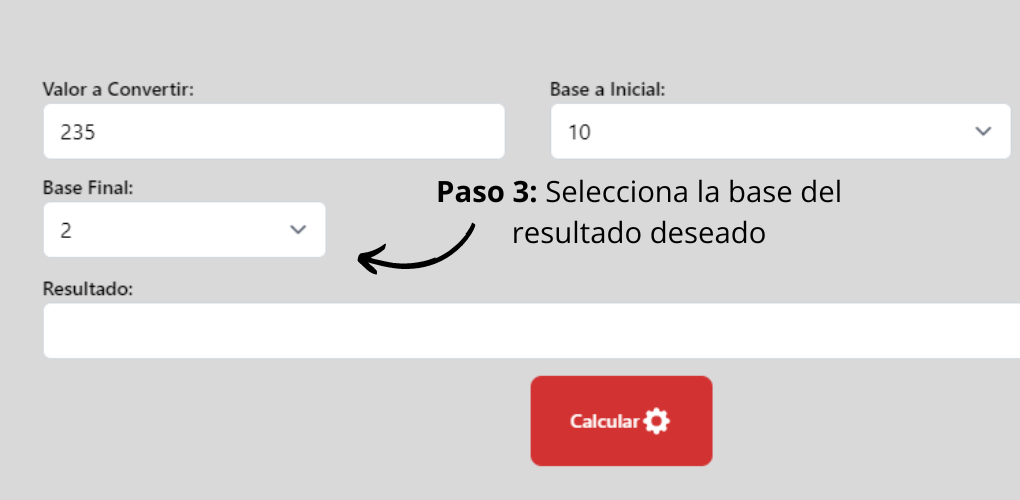 Valor a Convertir:
Base a Inicial:
235
10
Base Final:
Paso 3: Selecciona la base del
resultado deseado
2
Resultado:
Calcular